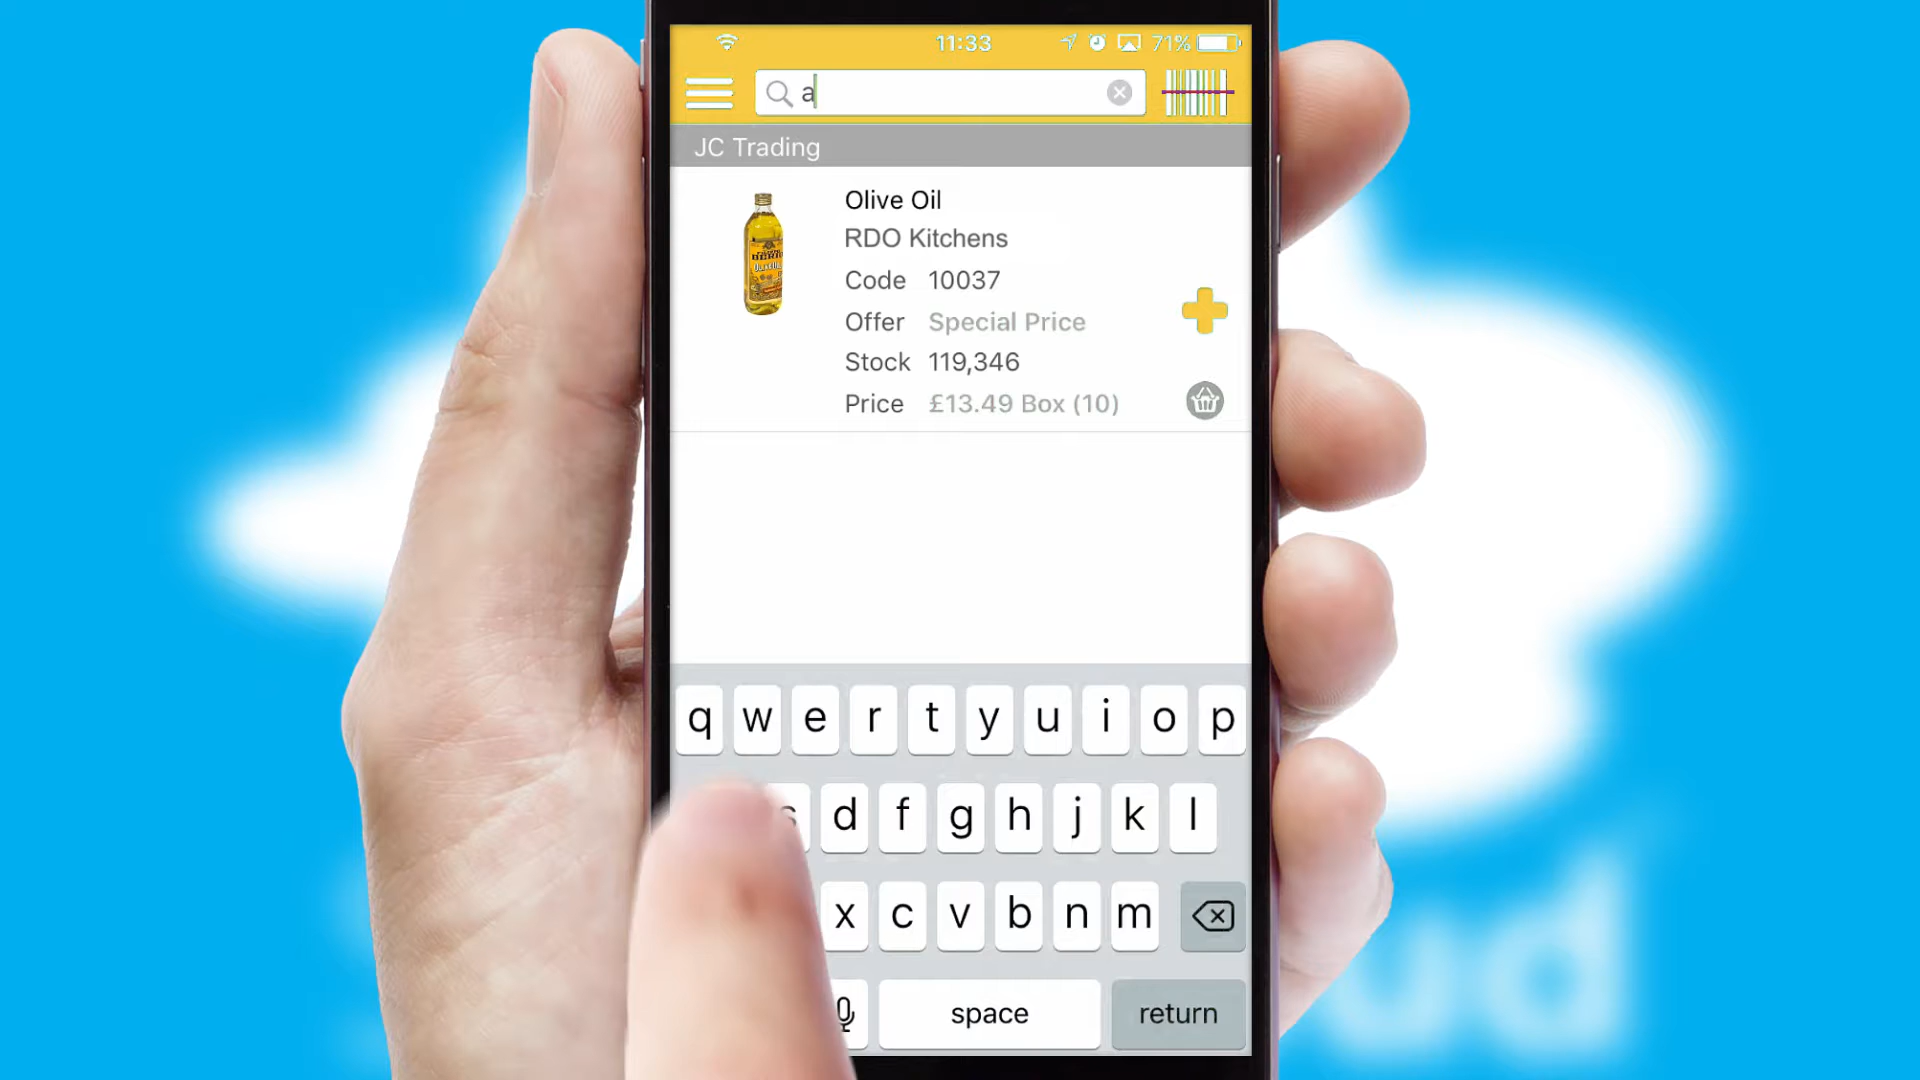 11:33
71%
a
JC Trading
Olive Oil
RDO Kitchens
Code 10037
Offer Special Price
Stock 119,346
Price £13.49 Box (10)
q w e r t y u i o p
s d f g h j k l
x c v b n m
space return
ud